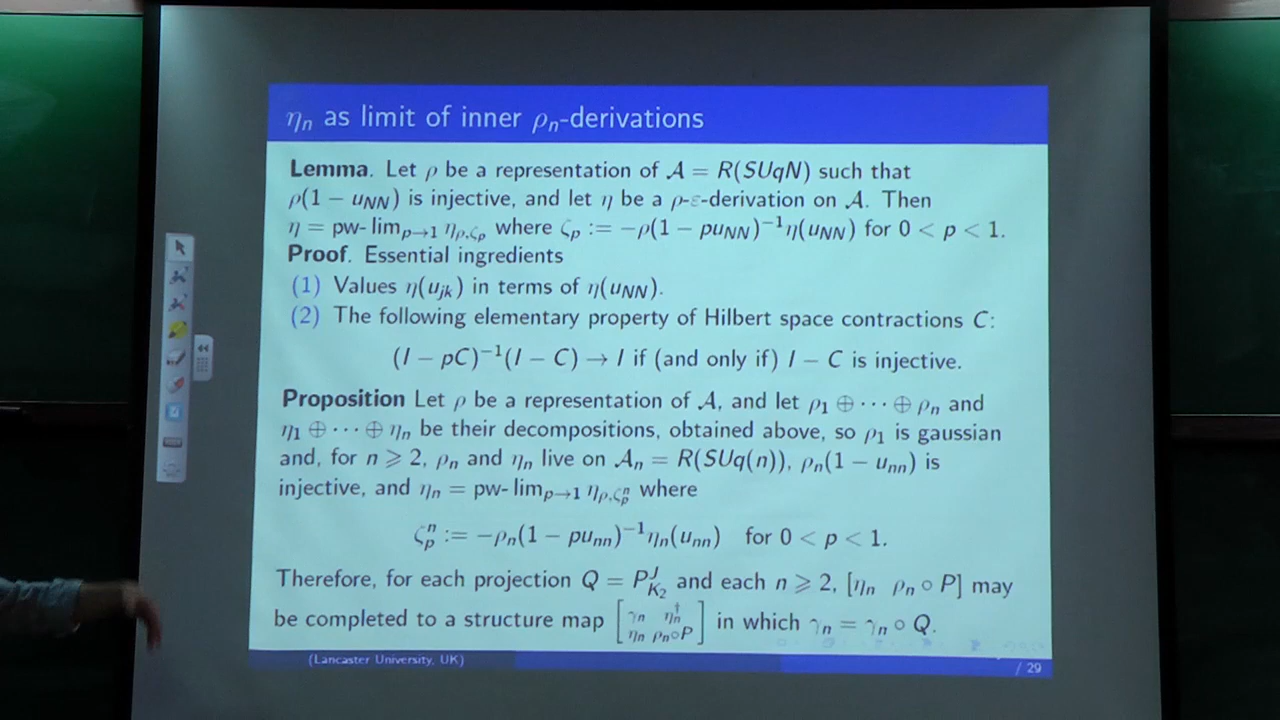 ηn as limit of inner ρn-derivations
Lemma. Let ρ be a representation of 𝒜 = R(SUqN) such that
ρ(1 − uNN) is injective, and let η be a ρ-ε-derivation on 𝒜. Then
η = pw- limp→1 ηρ,ζp where ζp := −ρ(1 − puNN)−1η(uNN) for 0 < p < 1.
Proof. Essential ingredients
(1) Values η(ujk) in terms of η(uNN).
(2) The following elementary property of Hilbert space contractions C:
(I − pC)−1(I − C) → I if (and only if) I − C is injective.
Proposition Let ρ be a representation of 𝒜, and let ρ1 ⊕ ··· ⊕ ρn and
η1 ⊕ ··· ⊕ ηn be their decompositions, obtained above, so ρ1 is gaussian
and, for n ⩾ 2, ρn and ηn live on 𝒜n = R(SUq(n)), ρn(1 − unn) is
injective, and ηn = pw- limp→1 ηρ,ζnp where
ζnp := −ρn(1 − punn)−1ηn(unn) for 0 < p < 1.
Therefore, for each projection Q = PJK2 and each n ⩾ 2, [ηn ρn ∘ P] may
be completed to a structure map [γn η†n ηn ρn∘P] in which γn = γn ∘ Q.
(Lancaster University, UK)
/ 29